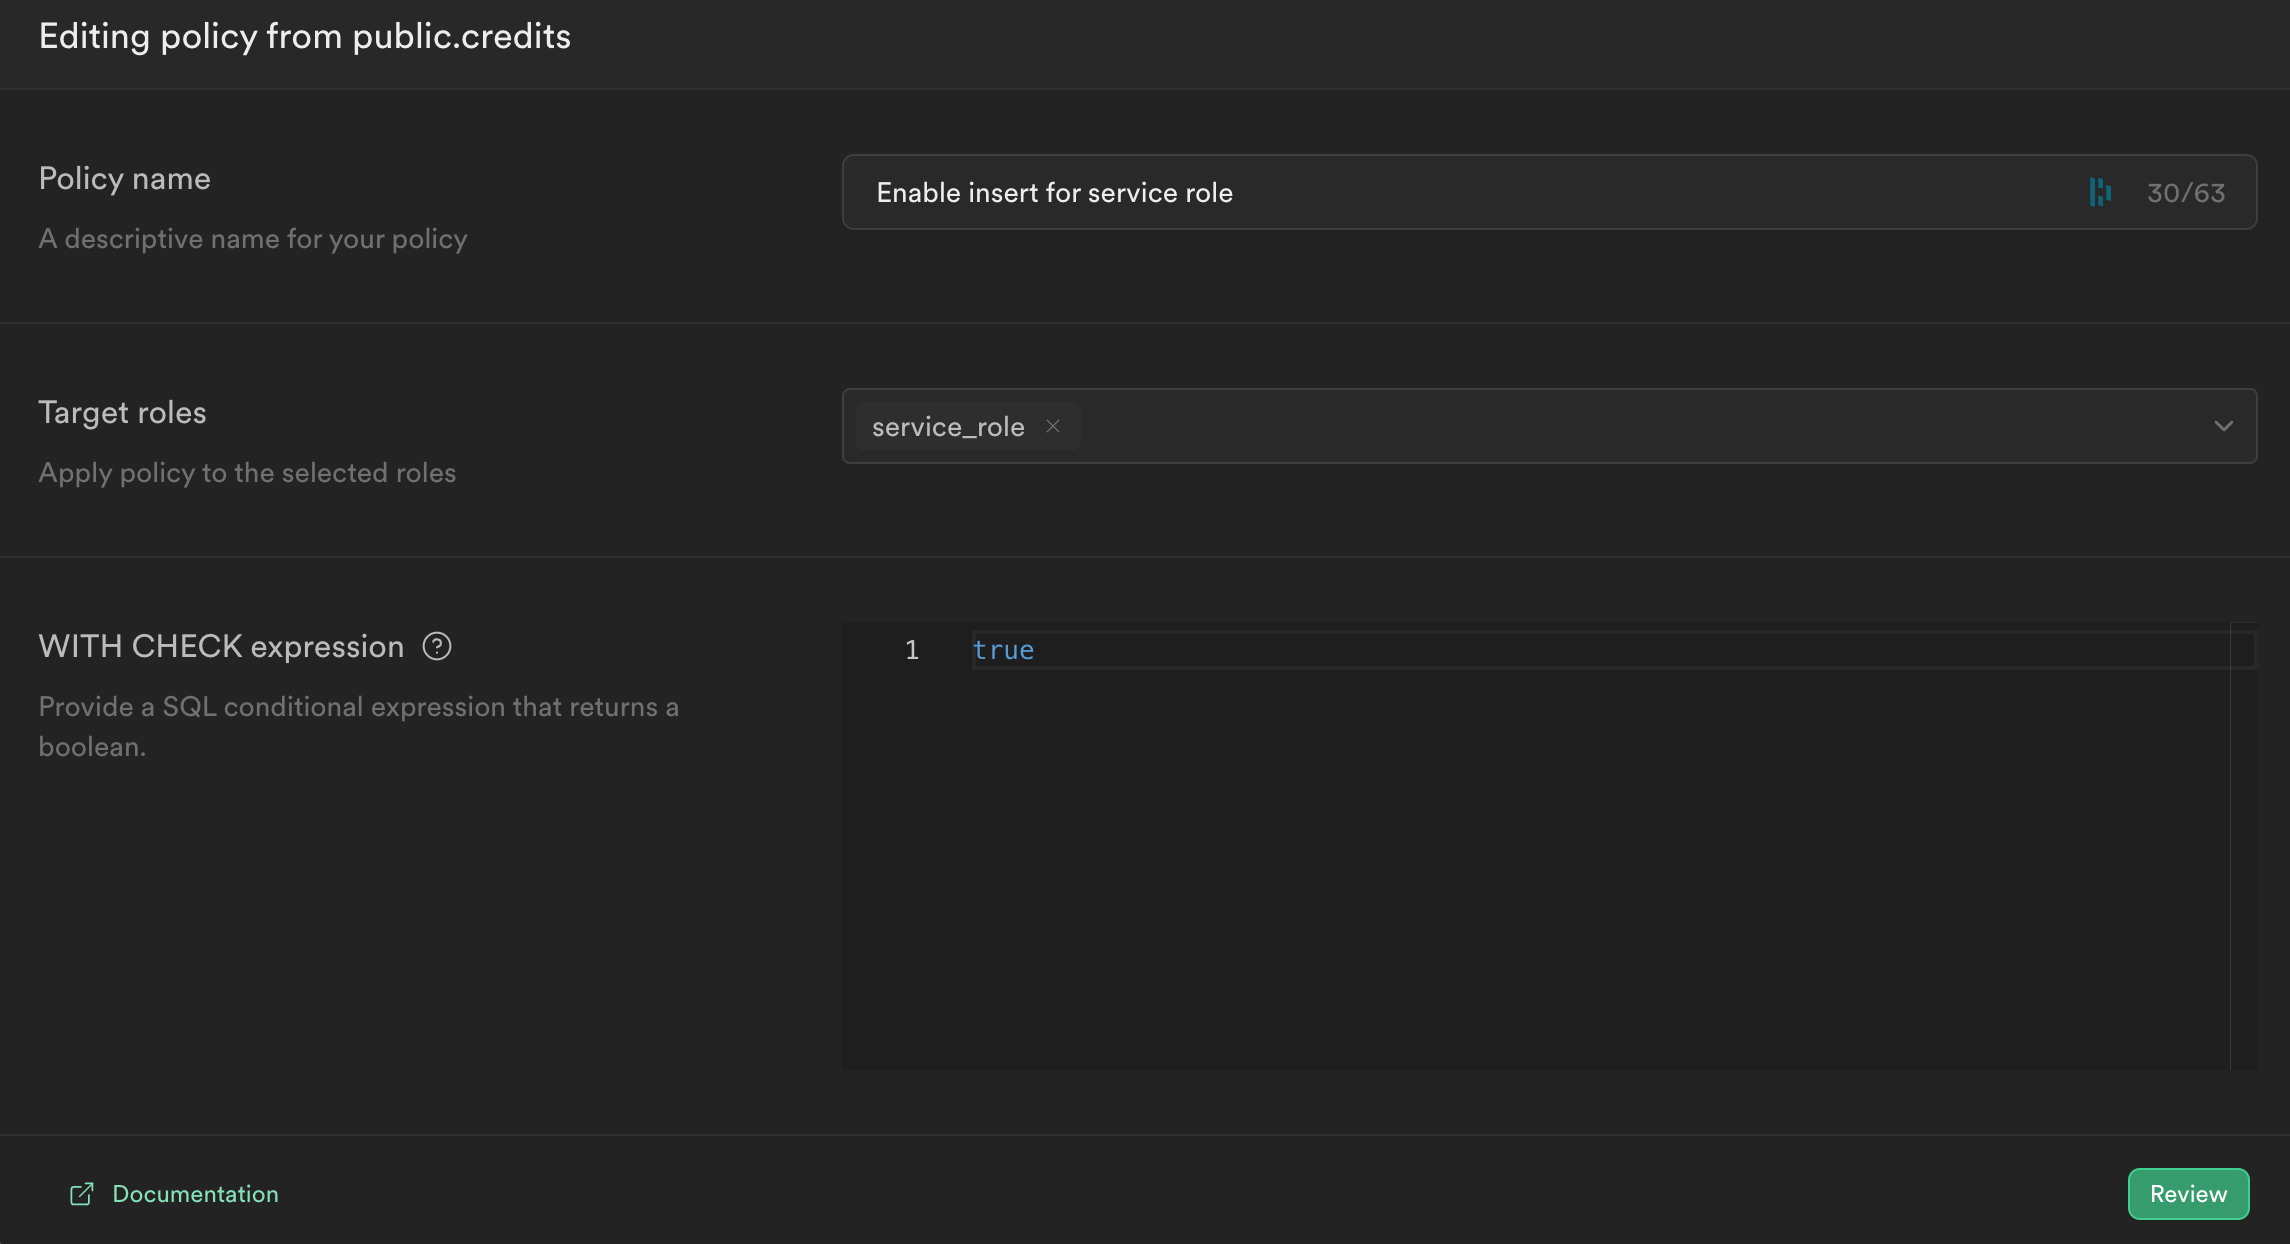 Editing policy from public.credits
Policy name
A descriptive name for your policy
Enable insert for service role
30/63
Target roles
Apply policy to the selected roles
service_role
WITH CHECK expression
Provide a SQL conditional expression that returns a
boolean.
1 true
Documentation
Review